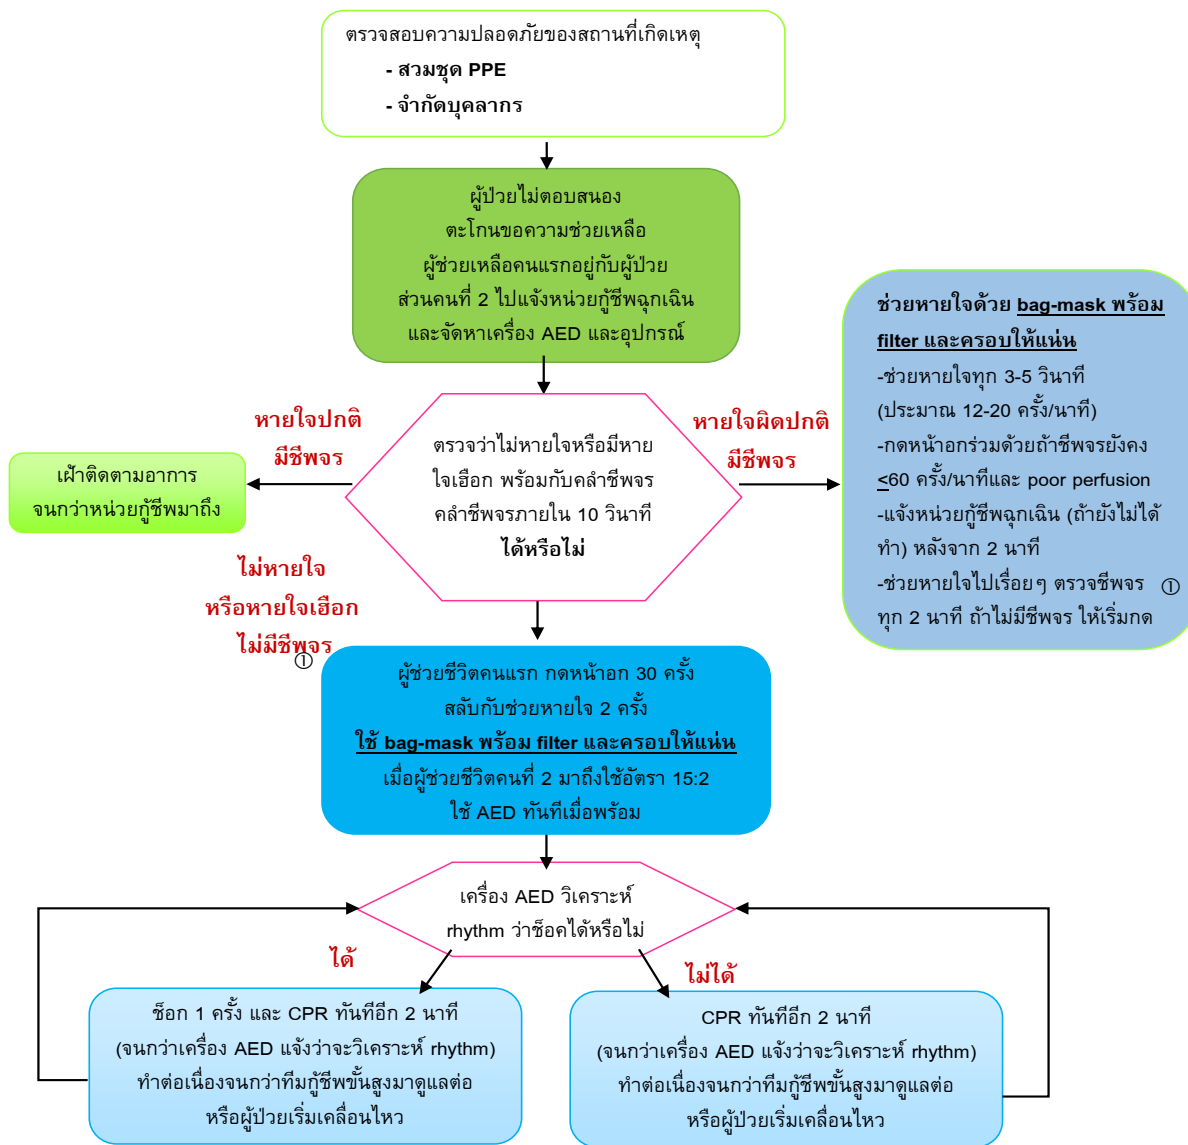 ตรวจสอบความปลอดภัยของสถานที่เกิดเหตุ
- สวมชุด PPE
- จำกัดบุคลากร
ผู้ป่วยไม่ตอบสนอง
ตะโกนขอความช่วยเหลือ
ผู้ช่วยเหลือคนแรกอยู่กับผู้ป่วย
ส่วนคนที่ 2 ไปแจ้งหน่วยกู้ชีพฉุกเฉิน
และจัดหาเครื่อง AED และอุปกรณ์
ตรวจว่าไม่หายใจหรือมีหาย
ใจเฮือก พร้อมกับคลำชีพจร
คลำชีพจรภายใน 10 วินาที
ได้หรือไม่
หายใจปกติ
มีชีพจร
เฝ้าติดตามอาการ
จนกว่าหน่วยกู้ชีพมาถึง
หายใจผิดปกติ
มีชีพจร
ช่วยหายใจด้วย bag-mask พร้อม
filter และครอบให้แน่น
-ช่วยหายใจทุก 3-5 วินาที
(ประมาณ 12-20 ครั้ง/นาที)
-กดหน้าอกร่วมด้วยถ้าชีพจรยังคง
<60 ครั้ง/นาทีและ poor perfusion
-แจ้งหน่วยกู้ชีพฉุกเฉิน (ถ้ายังไม่ได้
ทำ) หลังจาก 2 นาที
-ช่วยหายใจไปเรื่อยๆ ตรวจชีพจร ①
ทุก 2 นาที ถ้าไม่มีชีพจร ให้เริ่มกด
ไม่หายใจ
หรือหายใจเฮือก
ไม่มีชีพจร
①
ผู้ช่วยชีวิตคนแรก กดหน้าอก 30 ครั้ง
สลับกับช่วยหายใจ 2 ครั้ง
ใช้ bag-mask พร้อม filter และครอบให้แน่น
เมื่อผู้ช่วยชีวิตคนที่ 2 มาถึงใช้อัตรา 15:2
ใช้ AED ทันทีเมื่อพร้อม
เครื่อง AED วิเคราะห์
rhythm ว่าช็อคได้หรือไม่
ได้
ช็อก 1 ครั้ง และ CPR ทันทีอีก 2 นาที
(จนกว่าเครื่อง AED แจ้งว่าจะวิเคราะห์ rhythm)
ทำต่อเนื่องจนกว่าทีมกู้ชีพขั้นสูงมาดูแลต่อ
หรือผู้ป่วยเริ่มเคลื่อนไหว
ไม่ได้
CPR ทันทีอีก 2 นาที
(จนกว่าเครื่อง AED แจ้งว่าจะวิเคราะห์ rhythm)
ทำต่อเนื่องจนกว่าทีมกู้ชีพขั้นสูงมาดูแลต่อ
หรือผู้ป่วยเริ่มเคลื่อนไหว